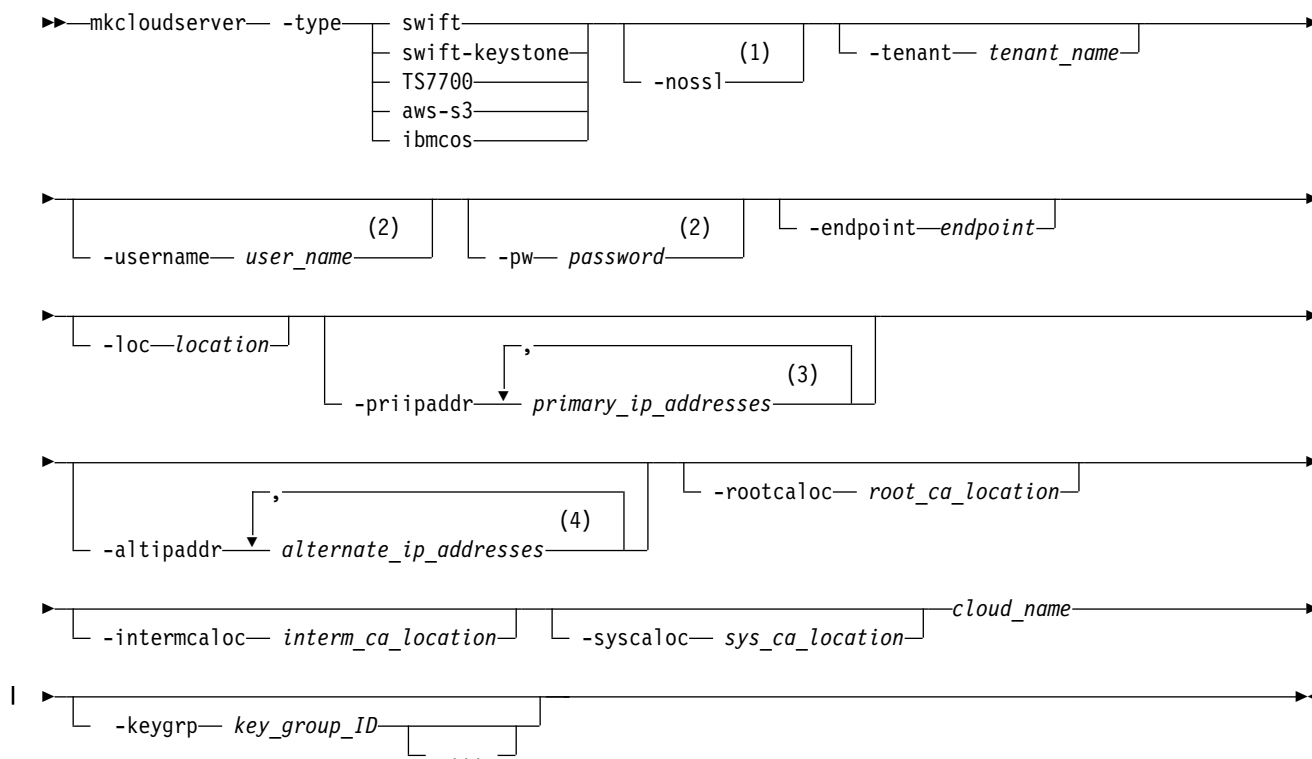 mkcloudserver -type swift
swift-keystone
TS7700
aws-s3
ibmcos
(1)
-nossl
-tenant tenant_name
(2)
-username user_name
(2)
-pw password
-endpoint endpoint
-loc location
,
(3)
-priipaddr primary_ip_addresses
,
(4)
-altipaddr alternate_ip_addresses
-rootcaloc root_ca_location
-intermcaloc interm_ca_location
-syscaloc sys_ca_location
cloud_name
-keygrp key_group_ID